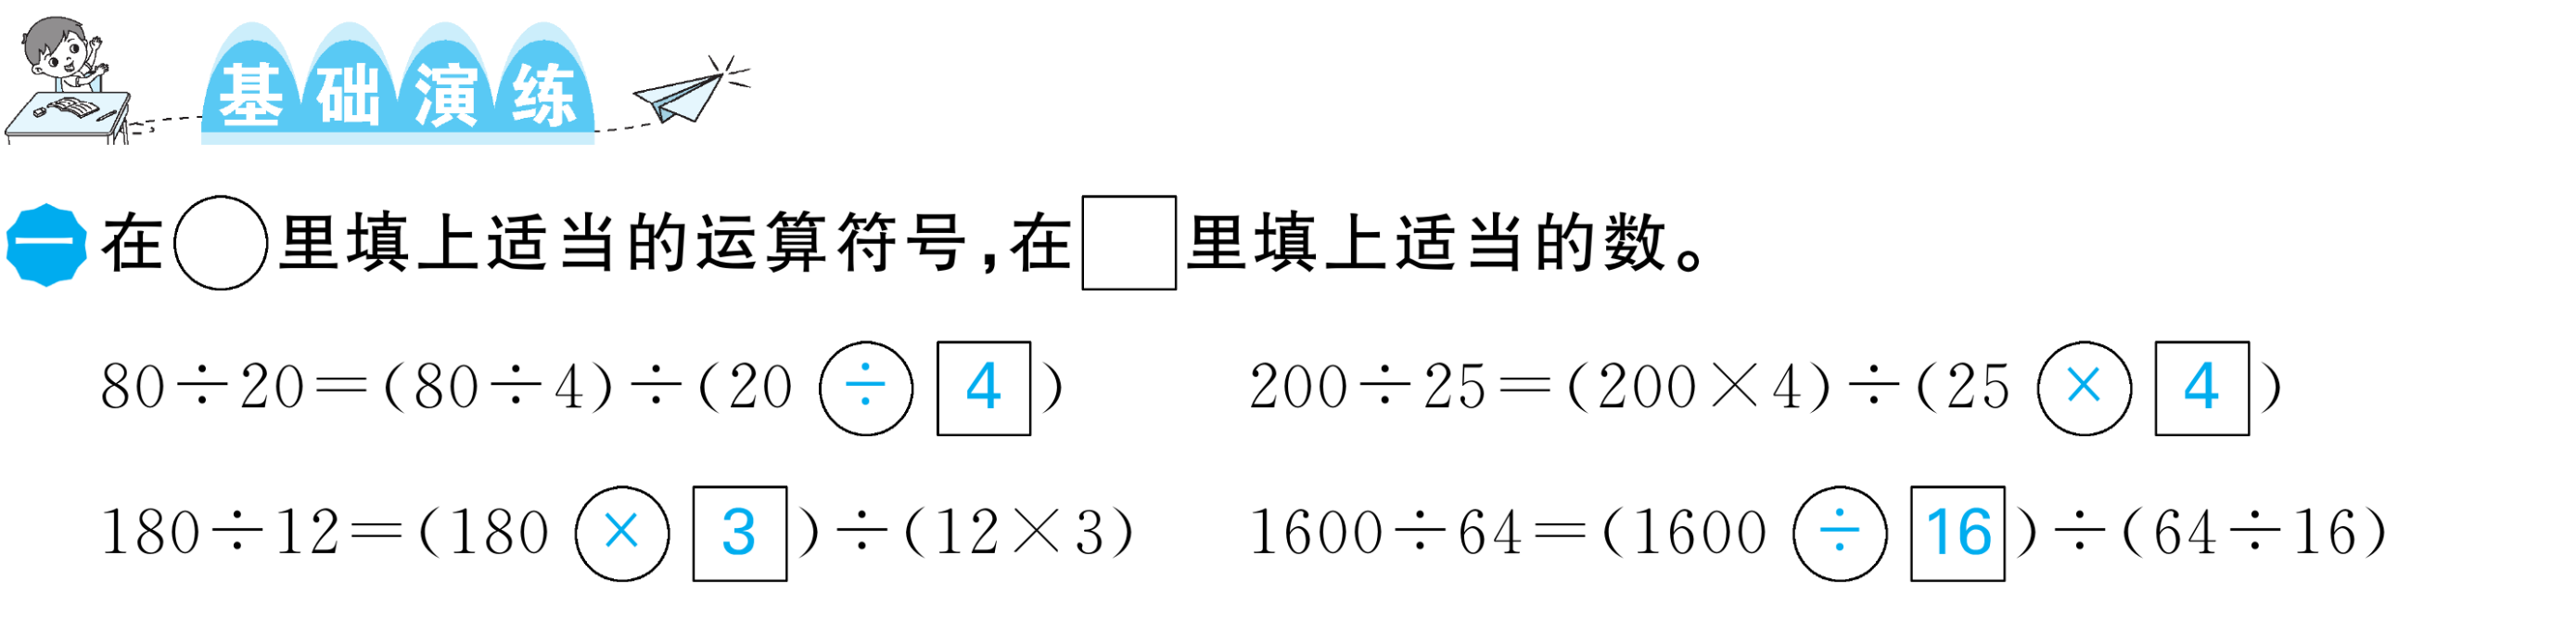 基础演练
一 在○里填上适当的运算符号,在□里填上适当的数。
80÷20=(80÷4)÷(20 ÷ 4) 200÷25=(200×4)÷(25 × 4)
180÷12=(180 × 3)÷(12×3) 1600÷64=(1600 ÷ 16)÷(64÷16)